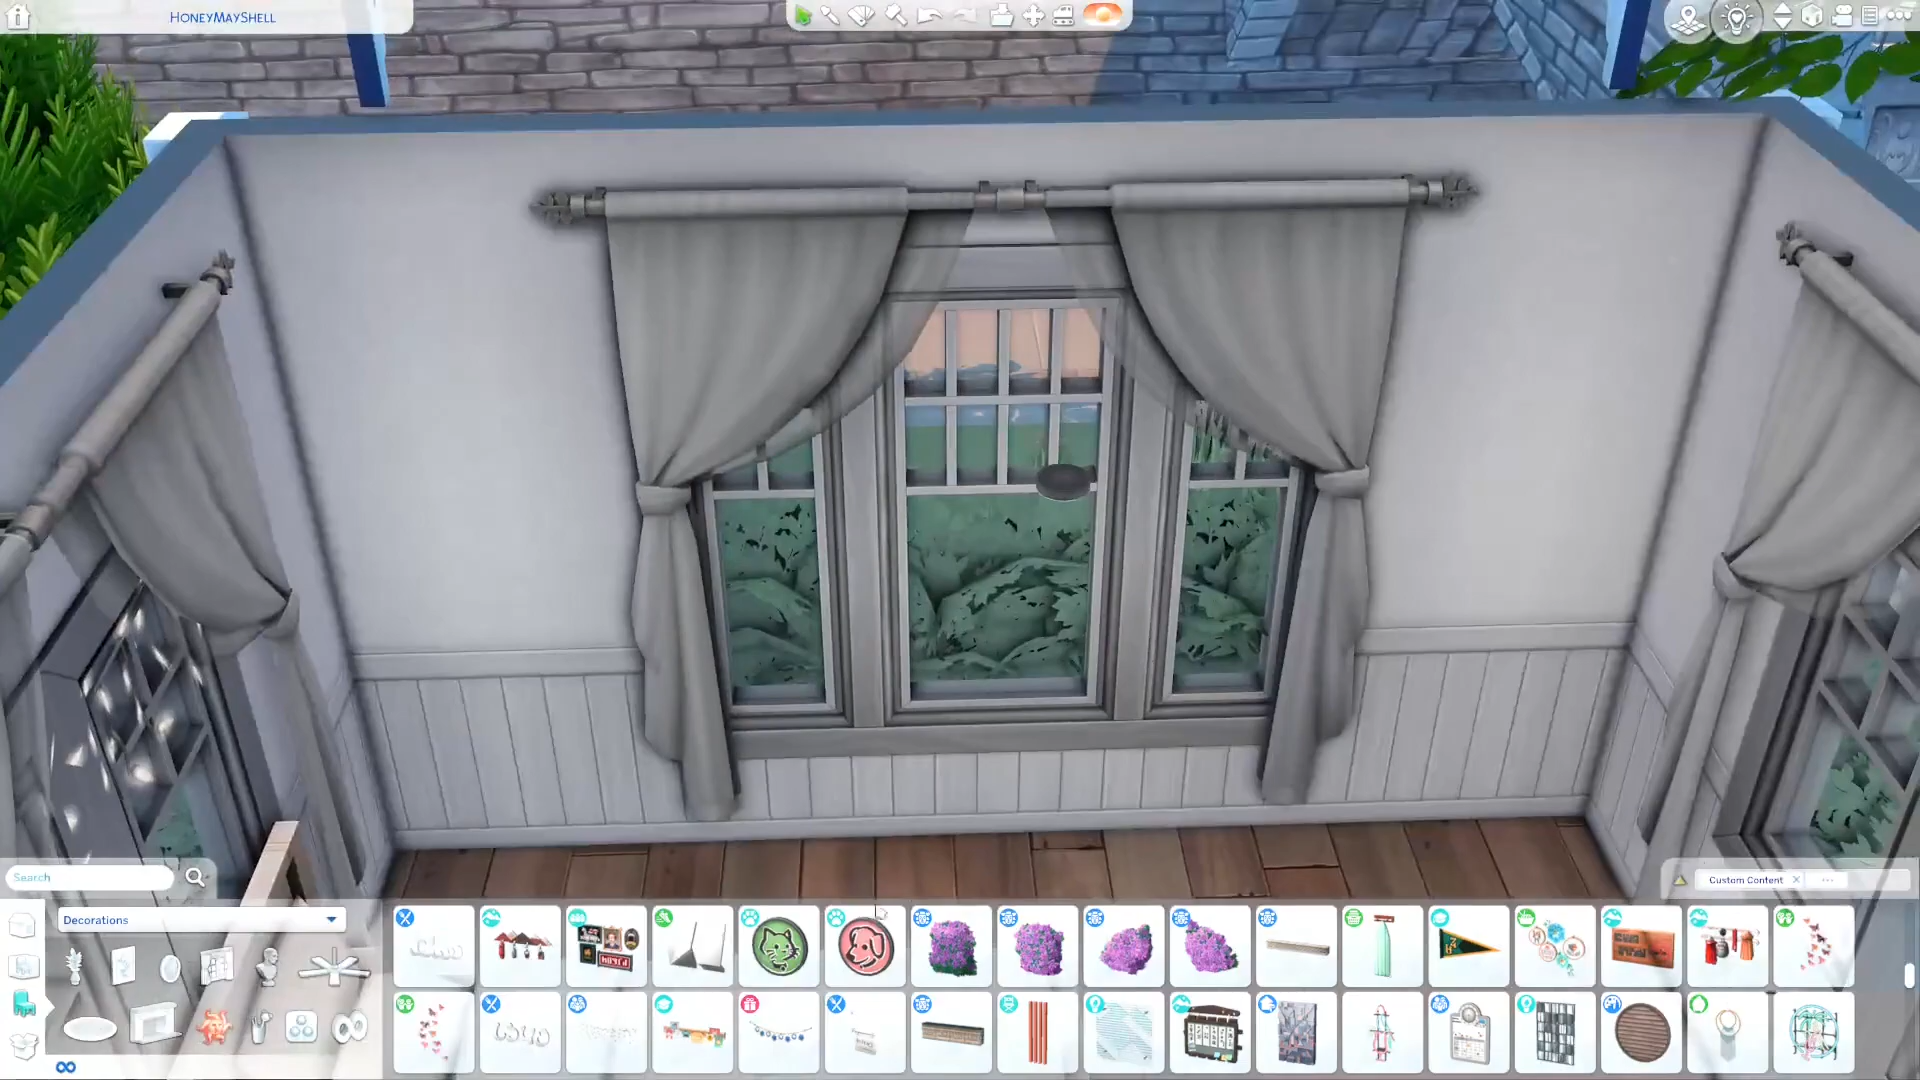 HoneyMayShell
Search
Custom Content
Decorations